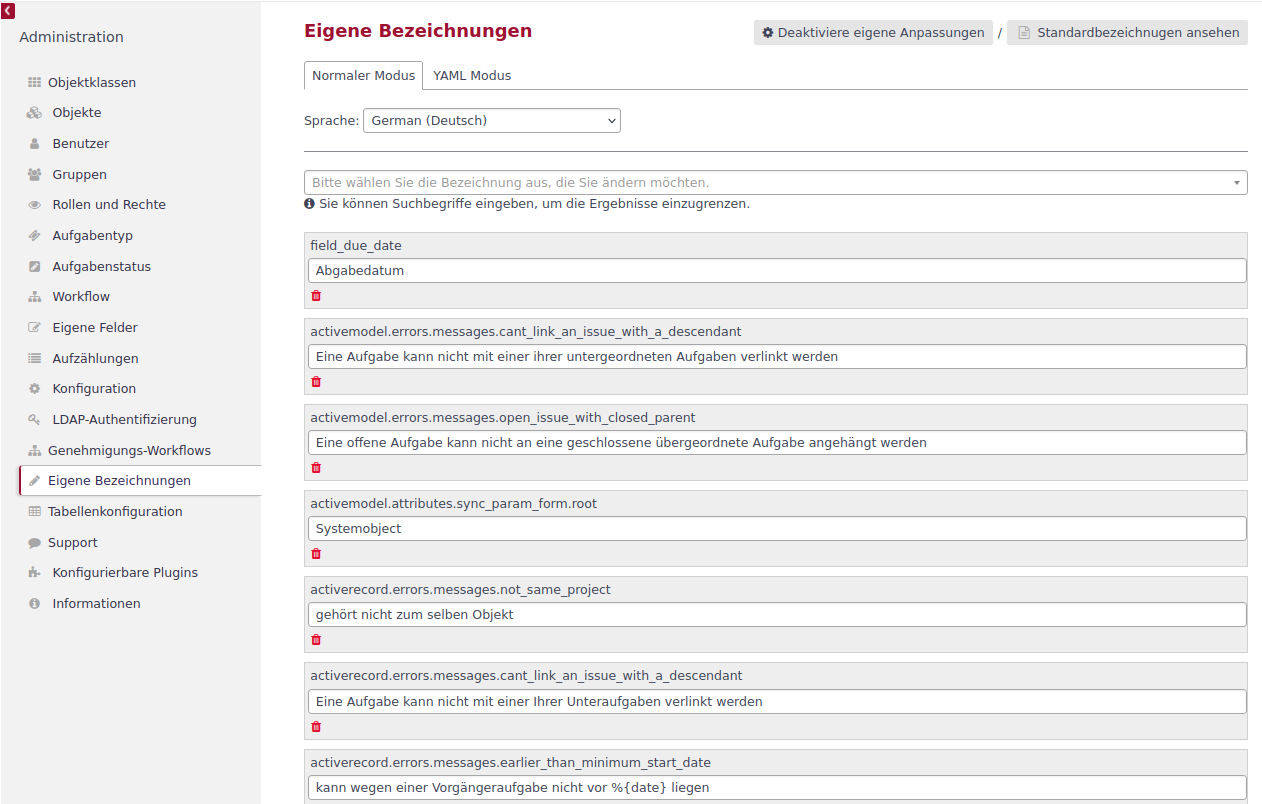 Administration
Objektklassen
Objekte
Benutzer
Gruppen
Rollen und Rechte
Aufgabentyp
Aufgabenstatus
Workflow
Eigene Felder
Aufzählungen
Konfiguration
LDAP-Authentifizierung
Genehmigungs-Workflows
Eigene Bezeichnungen
Tabellenkonfiguration
Support
Konfigurierbare Plugins
Informationen
Eigene Bezeichnungen
Deaktiviere eigene Anpassungen / Standardbezeichnugen ansehen
Normaler Modus YAML Modus
Sprache: German (Deutsch)
Bitte wählen Sie die Bezeichnung aus, die Sie ändern möchten.
Sie können Suchbegriffe eingeben, um die Ergebnisse einzugrenzen.
field_due_date
Abgabedatum
activemodel.errors.messages.cant_link_an_issue_with_a_descendant
Eine Aufgabe kann nicht mit einer ihrer untergeordneten Aufgaben verlinkt werden
activemodel.errors.messages.open_issue_with_closed_parent
Eine offene Aufgabe kann nicht an eine geschlossene übergeordnete Aufgabe angehängt werden
activemodel.attributes.sync_param_form.root
Systemobject
activerecord.errors.messages.not_same_project
gehört nicht zum selben Objekt
activerecord.errors.messages.cant_link_an_issue_with_a_descendant
Eine Aufgabe kann nicht mit einer Ihrer Unteraufgaben verlinkt werden
activerecord.errors.messages.earlier_than_minimum_start_date
kann wegen einer Vorgängeraufgabe nicht vor %{date} liegen